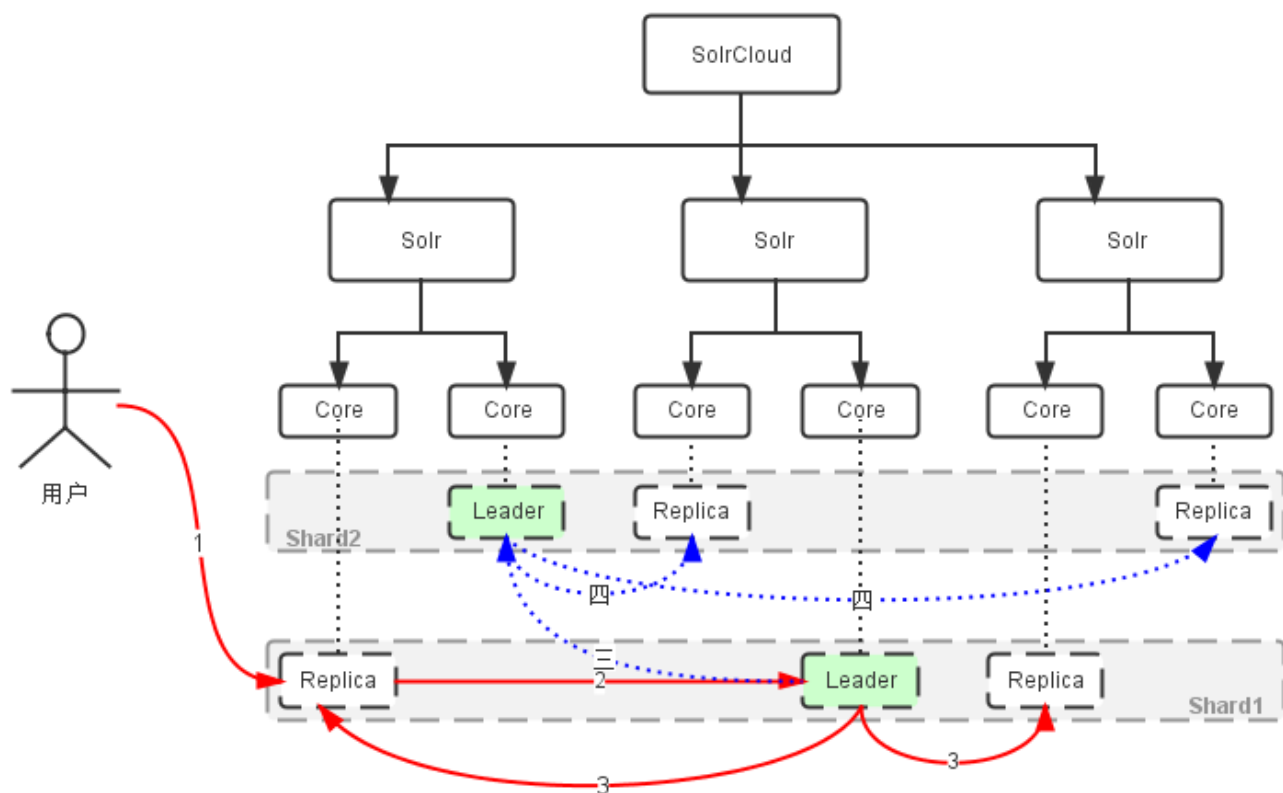 SolrCloud
Solr
Solr
Solr
Core
Core
Core
Core
Core
Core
用户
Leader
Replica
Replica
Shard2
1
四
四
三
Replica
2
Leader
Replica
Shard1
3
3